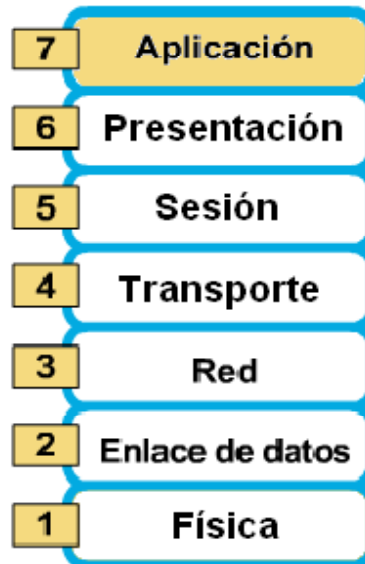 7 Aplicación
6 Presentación
5 Sesión
4 Transporte
3 Red
2 Enlace de datos
1 Física